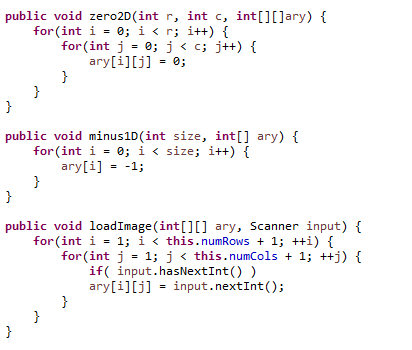 public void zero2D(int r, int c, int[][]ary) {
    for(int i = 0; i < r; i++) {
        for(int j = 0; j < c; j++) {
            ary[i][j] = 0;
        }
    }
}

public void minus1D(int size, int[] ary) {
    for(int i = 0; i < size; i++) {
        ary[i] = -1;
    }
}

public void loadImage(int[][] ary, Scanner input) {
    for(int i = 1; i < this.numRows + 1; ++i) {
        for(int j = 1; j < this.numCols + 1; ++j) {
            if( input.hasNextInt() )
            ary[i][j] = input.nextInt();
        }
    }
}